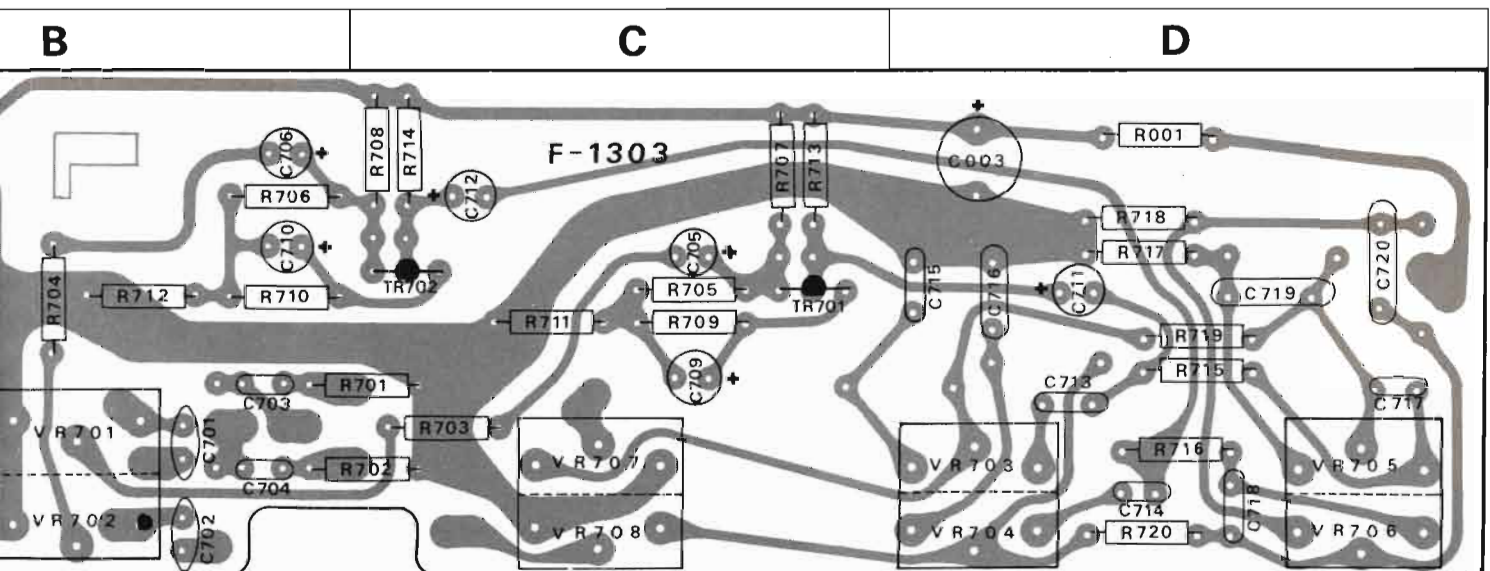 B C D
F-1303
R708 R714 C706 R706 C712 C710 R704 R712 R710 TR702
R707 R713 C003 R001 R718 R717 C705 R705 TR701 R711 R709 C709
C715 C716 C711 C719 C720 R719 R715 C713 C717
C703 R701 R703 C701 R702 C704 C702
VR701 VR702 VR707 VR708 VR703 VR704 VR705 VR706
R716 C714 C718 R720